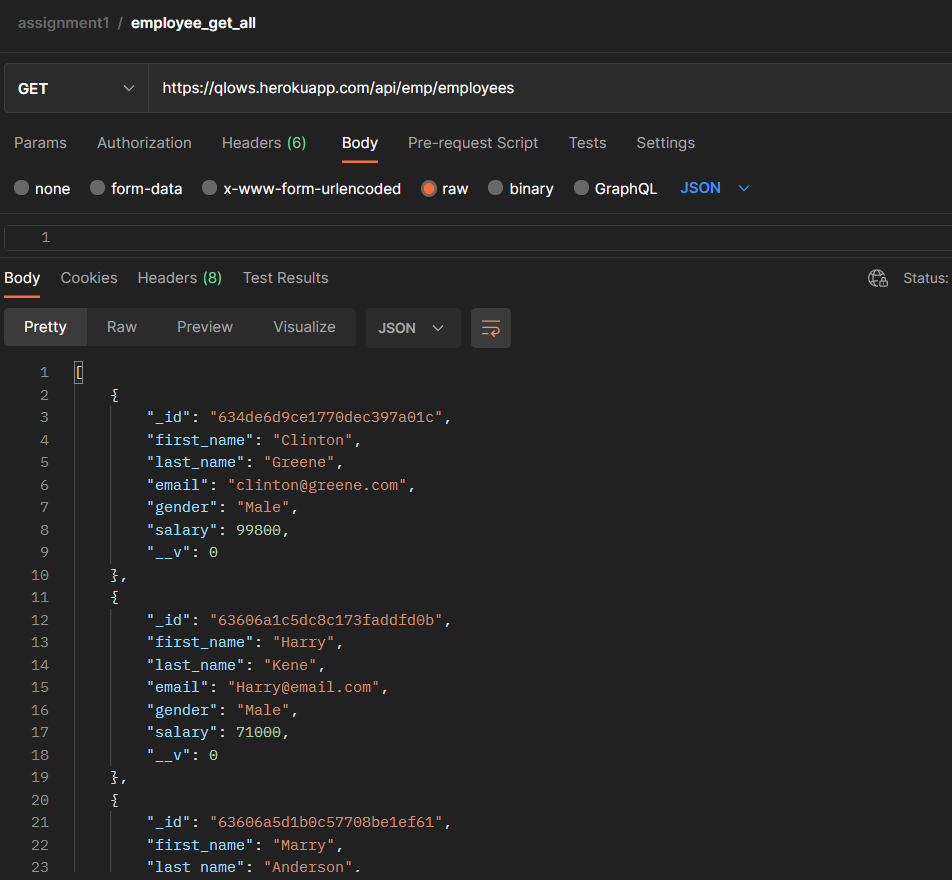 assignment1 / employee_get_all
GET https://qlows.herokuapp.com/api/emp/employees
Params Authorization Headers (6) Body Pre-request Script Tests Settings
none form-data x-www-form-urlencoded raw binary GraphQL JSON
1
Body Cookies Headers (8) Test Results Status:
Pretty Raw Preview Visualize JSON
1 [
2 {
3 "_id": "634de6d9ce1770dec397a01c",
4 "first_name": "Clinton",
5 "last_name": "Greene",
6 "email": "clinton@greene.com",
7 "gender": "Male",
8 "salary": 99800,
9 "__v": 0
10 },
11 {
12 "_id": "63606a1c5dc8c173faddfd0b",
13 "first_name": "Harry",
14 "last_name": "Kene",
15 "email": "Harry@email.com",
16 "gender": "Male",
17 "salary": 71000,
18 "__v": 0
19 },
20 {
21 "_id": "63606a5d1b0c57708be1ef61",
22 "first_name": "Marry",
23 "last_name": "Anderson",